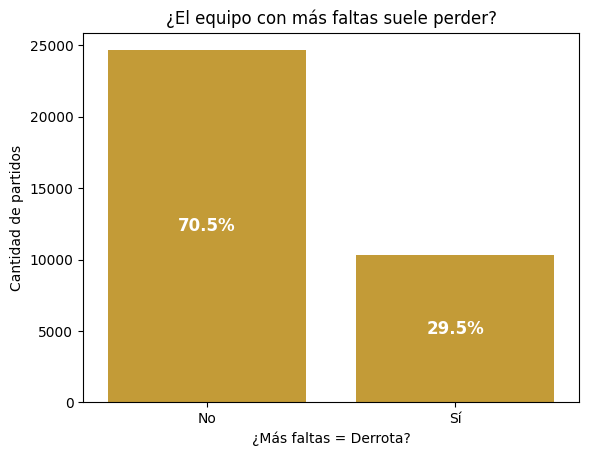 ¿El equipo con más faltas suele perder?
Cantidad de partidos
25000
20000
15000
10000
5000
0
70.5%
29.5%
No
Sí
¿Más faltas = Derrota?